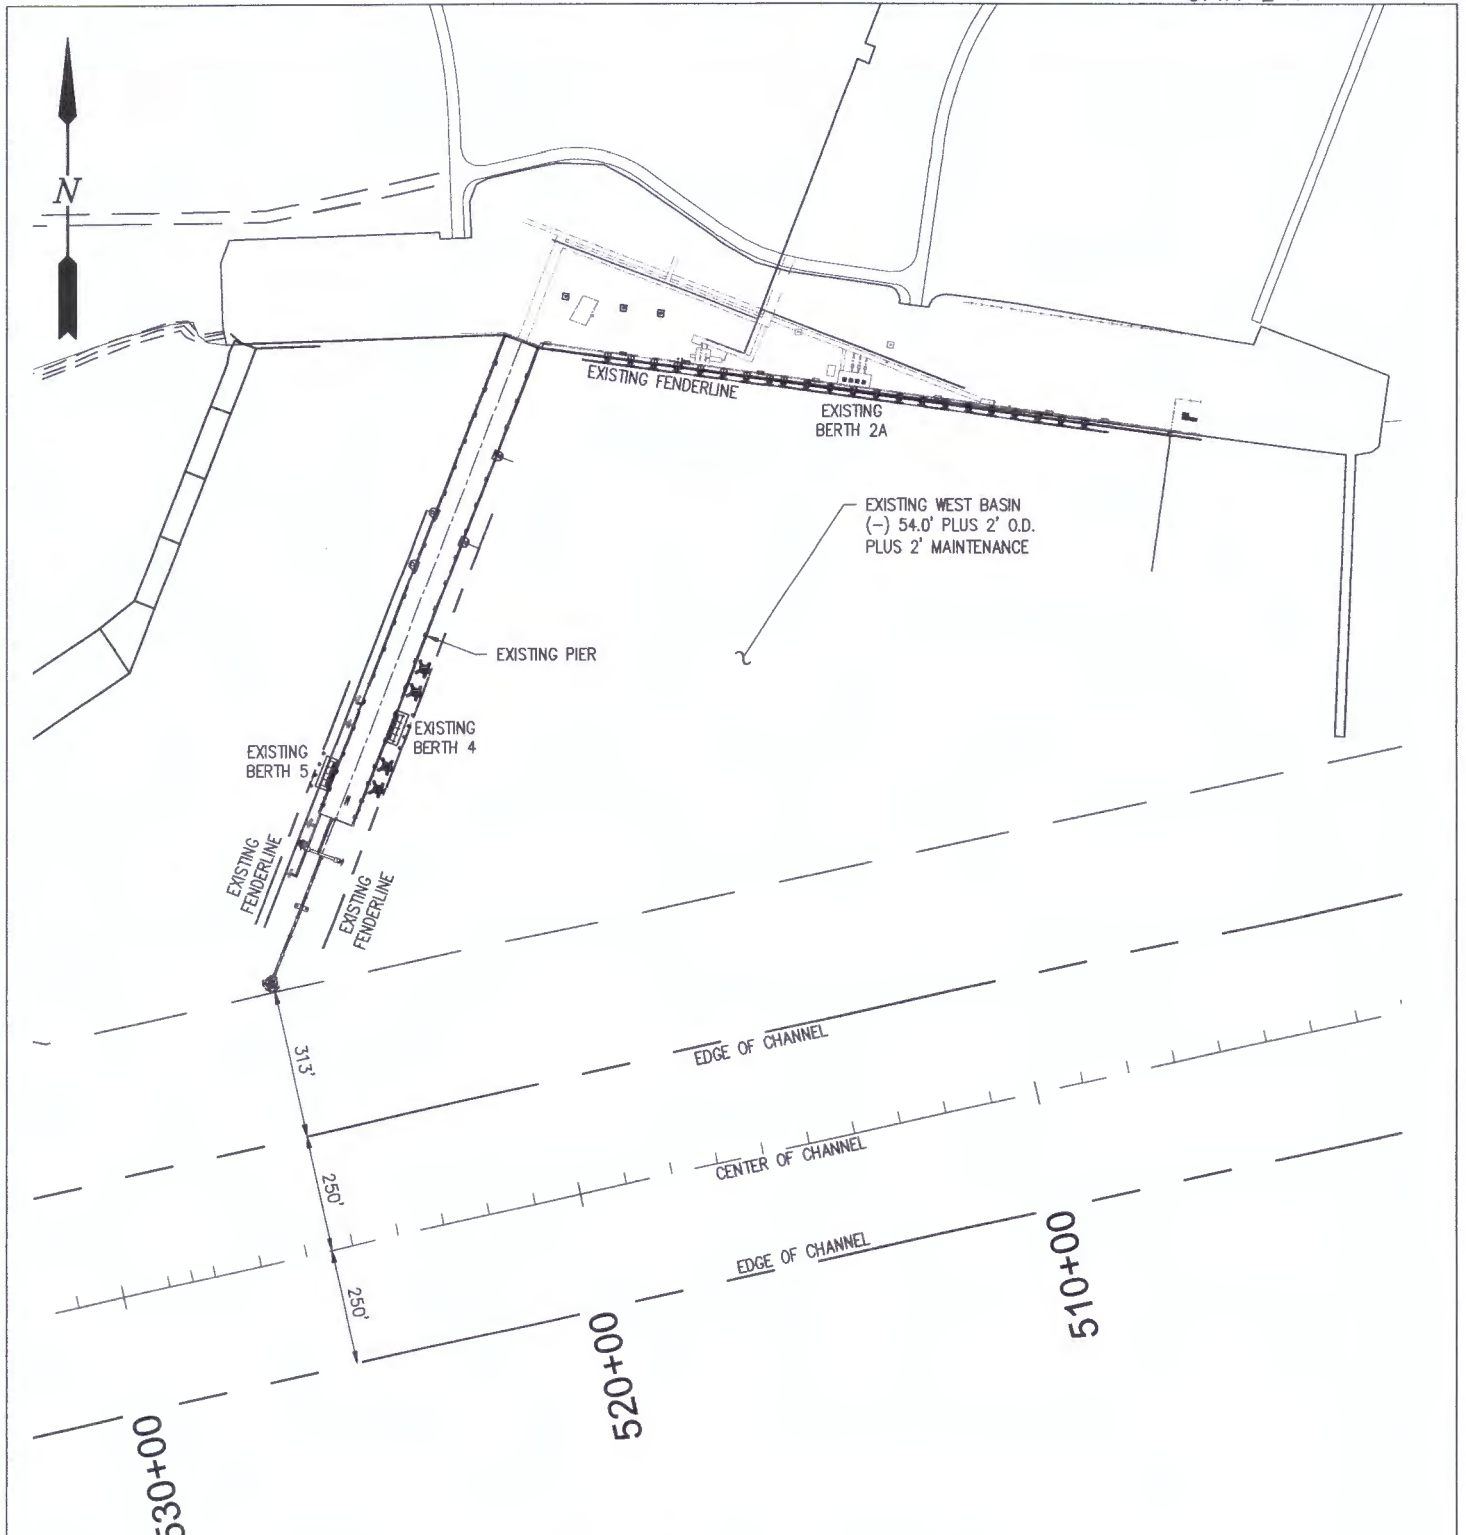 N
EXISTING FENDERLINE
EXISTING
BERTH 2A
EXISTING WEST BASIN
(-) 54.0' PLUS 2' O.D.
PLUS 2' MAINTENANCE
EXISTING PIER
EXISTING
BERTH 4
EXISTING
BERTH 5
EXISTING
FENDERLINE
EXISTING
FENDERLINE
313'
EDGE OF CHANNEL
250'
CENTER OF CHANNEL
250'
EDGE OF CHANNEL
510+00
520+00
530+00